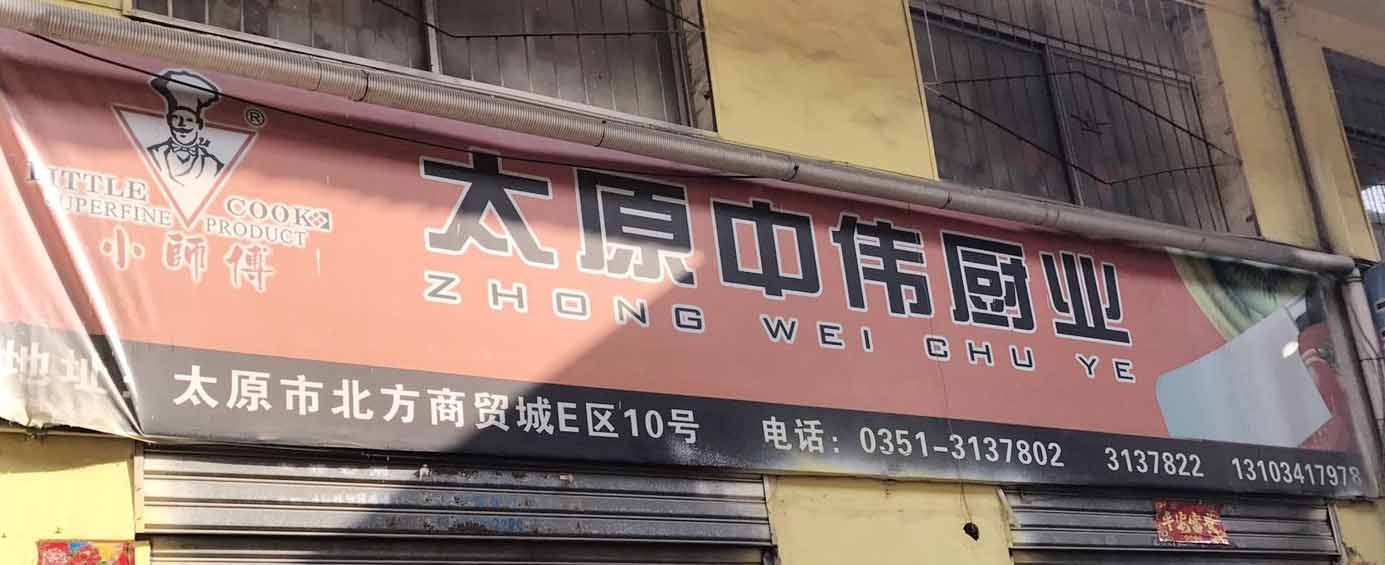 ®
LITTLE COOK
SUPERFINE PRODUCT
小師傅
太原中伟厨业
ZHONG WEI CHU YE
地址: 太原市北方商贸城E区10号 电话: 0351-3137802 3137822 13103417978